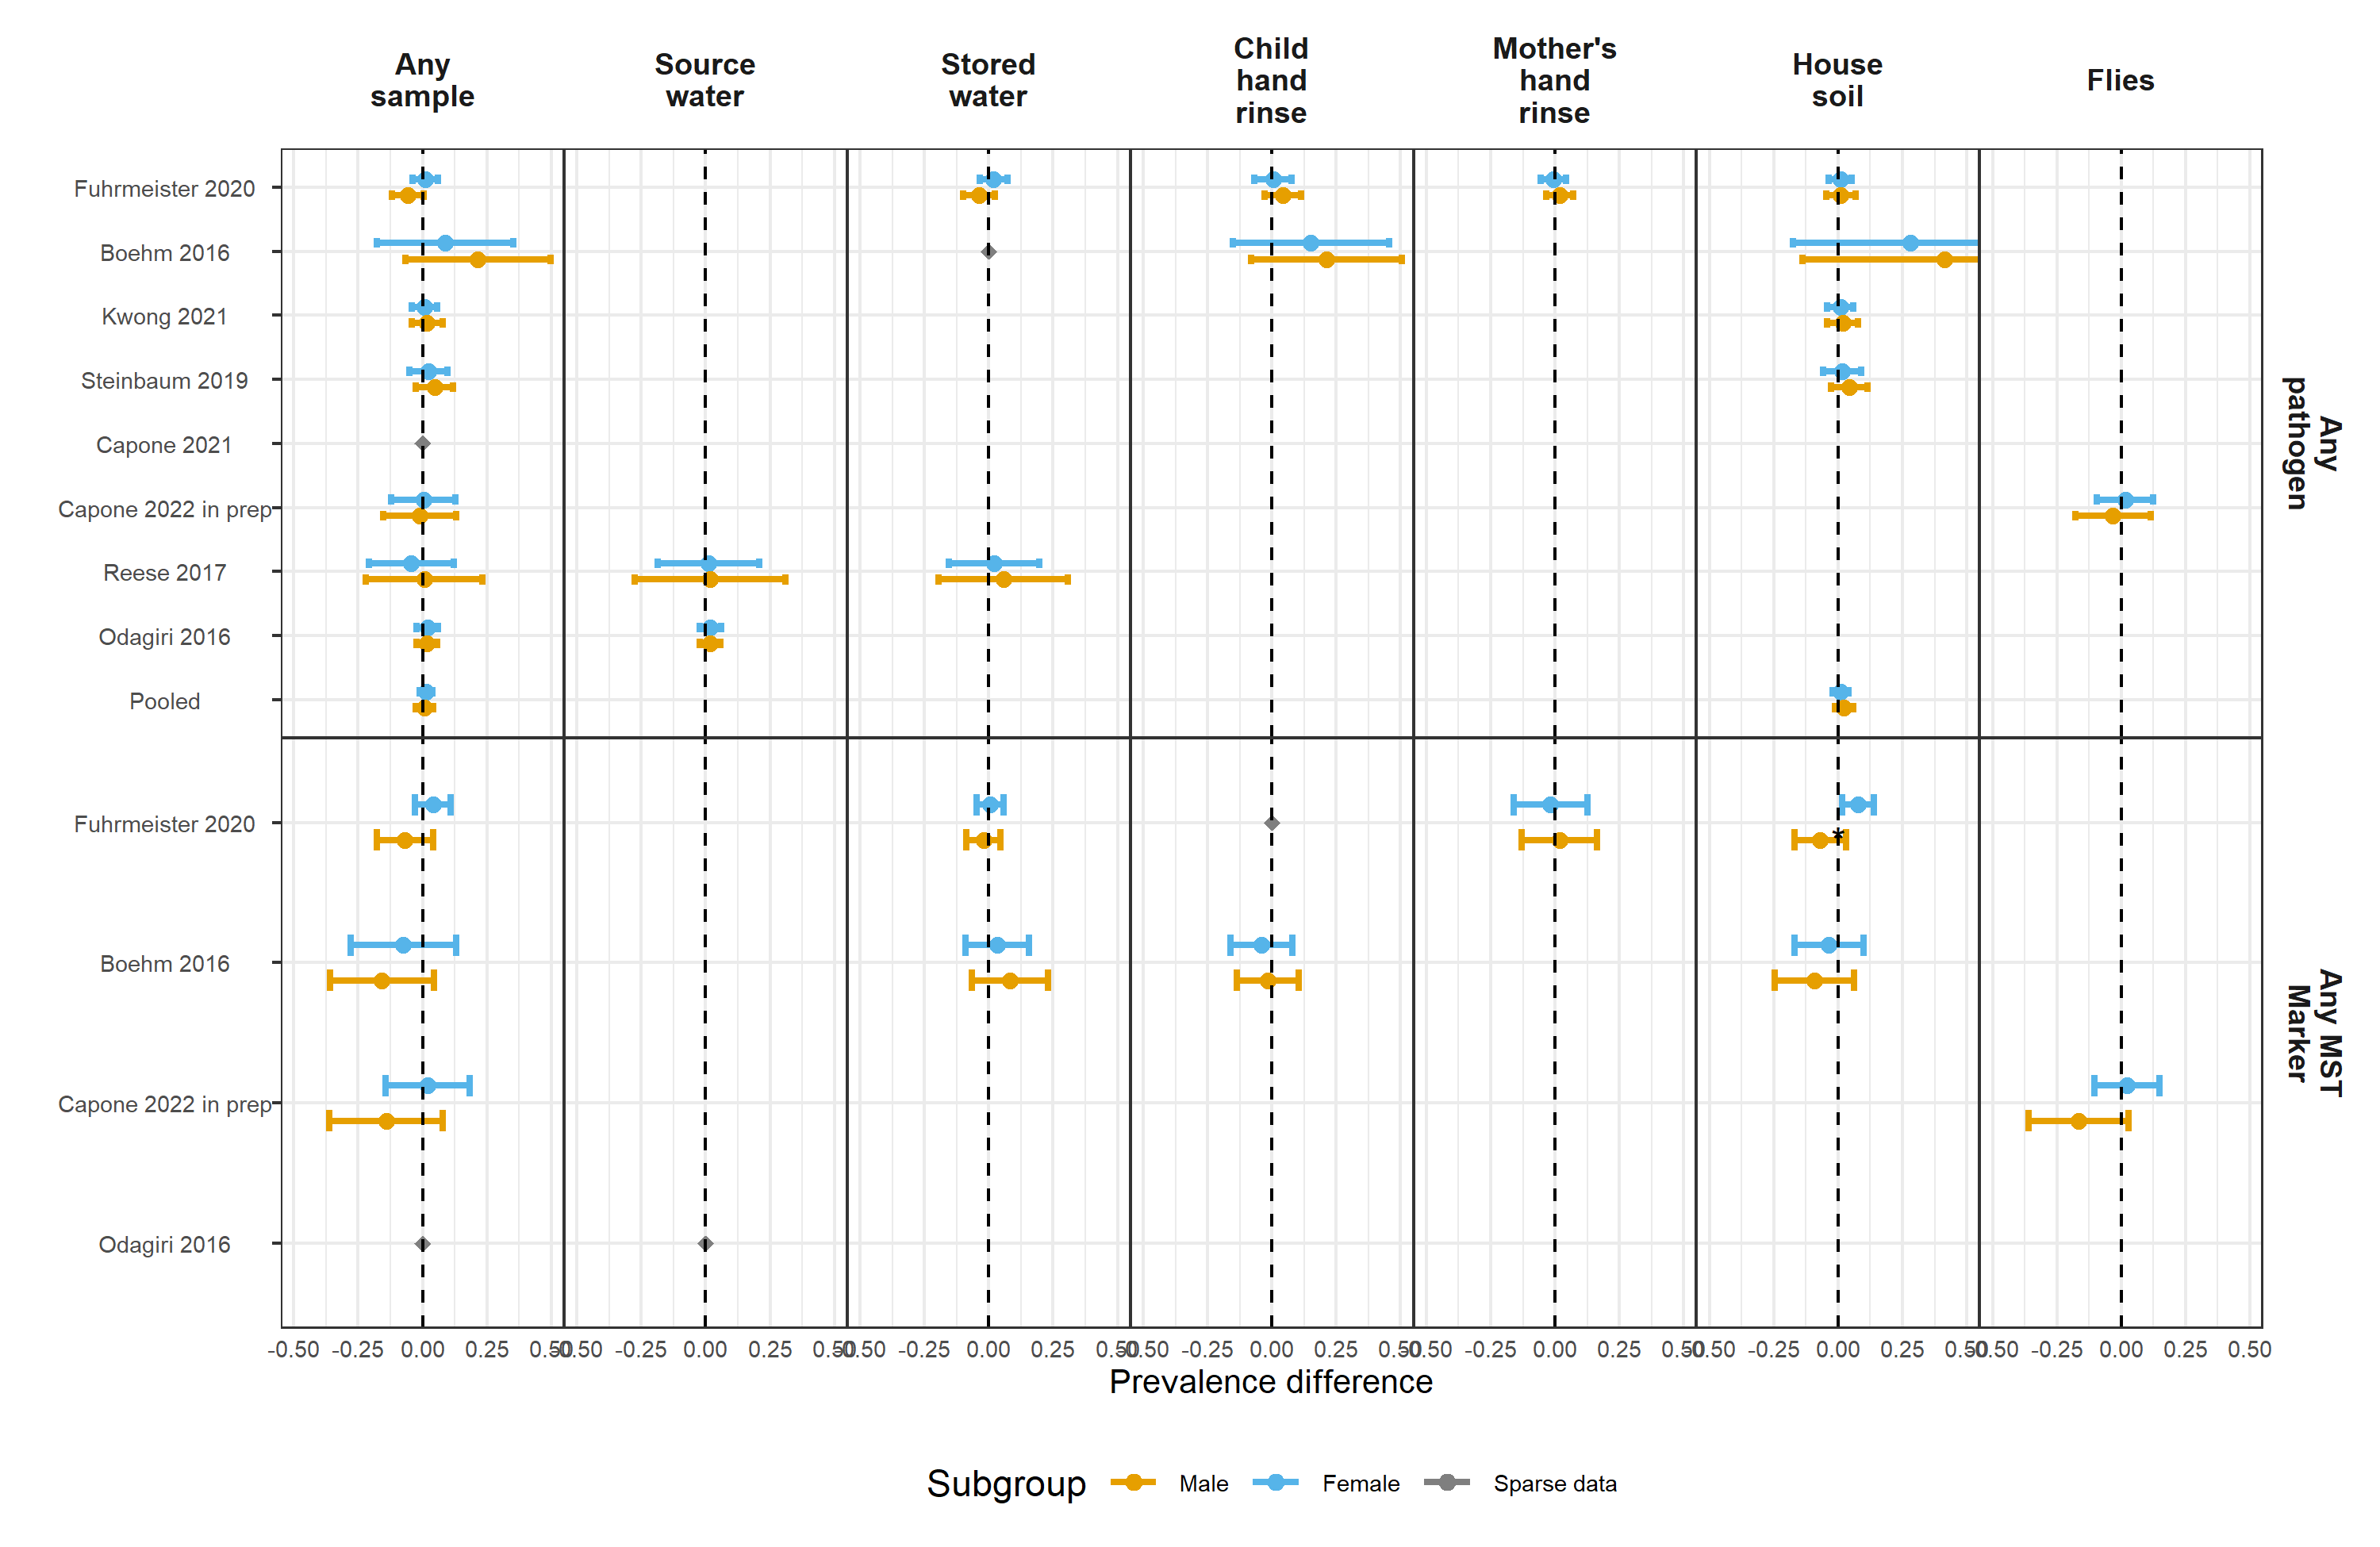 Any
sample
Source
water
Stored
water
Child
hand
rinse
Mother's
hand
rinse
House
soil
Flies
Fuhrmeister 2020
Boehm 2016
Kwong 2021
Steinbaum 2019
Capone 2021
Capone 2022 in prep
Reese 2017
Odagiri 2016
Pooled
Any
pathogen
Fuhrmeister 2020
*
Boehm 2016
Capone 2022 in prep
Odagiri 2016
Any MST
Marker
-0.50 -0.25 0.00 0.25 0.50 -0.50 -0.25 0.00 0.25 0.50 -0.50 -0.25 0.00 0.25 0.50 -0.50 -0.25 0.00 0.25 0.50 -0.50 -0.25 0.00 0.25 0.50 -0.50 -0.25 0.00 0.25 0.50 -0.50 -0.25 0.00 0.25 0.50
Prevalence difference
Subgroup Male Female Sparse data